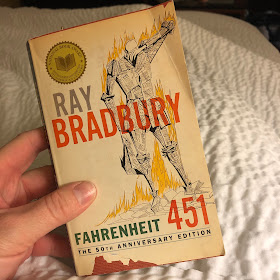 RAY
BRADBURY
FAHRENHEIT 451
THE 50TH ANNIVERSARY EDITION